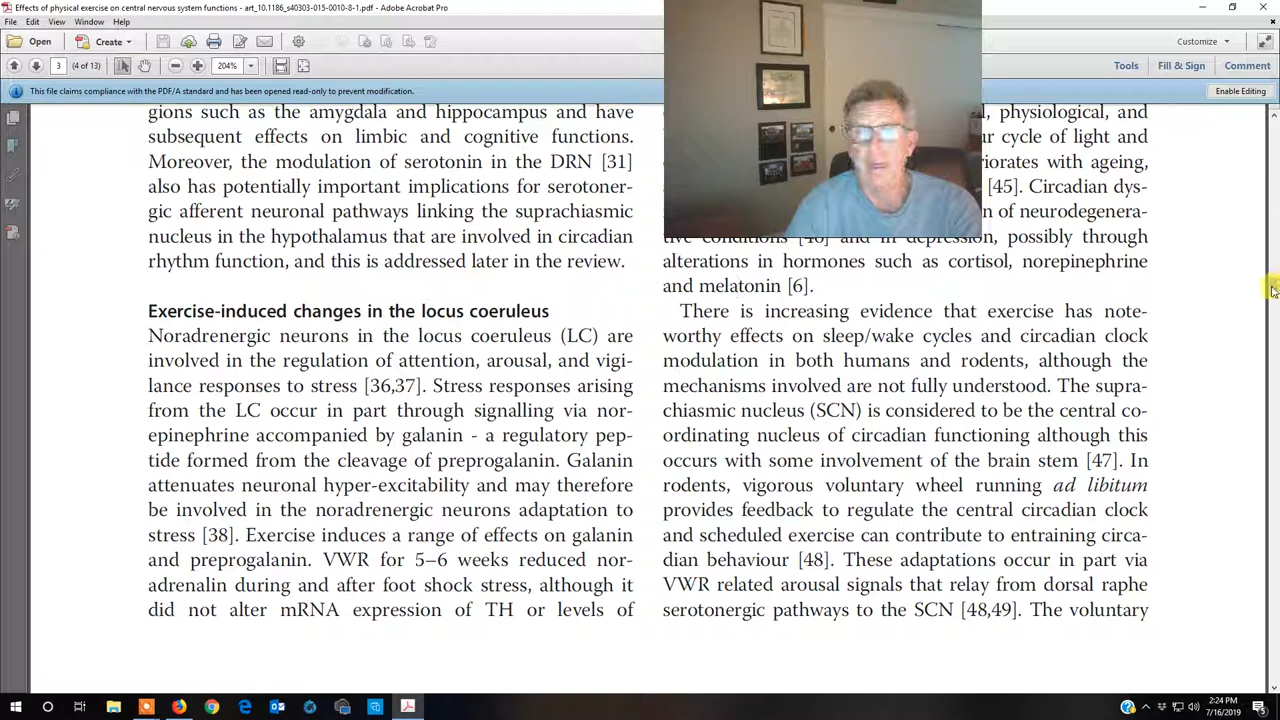 Effects of physical exercise on central nervous system functions - art_10.1186_s40303-015-0010-8-1.pdf - Adobe Acrobat Pro
File Edit View Window Help
Open Create Customize
3 (4 of 13) 204% Tools Fill & Sign Comment
This file claims compliance with the PDF/A standard and has been opened read-only to prevent modification. Enable Editing
gions such as the amygdala and hippocampus and have
subsequent effects on limbic and cognitive functions.
Moreover, the modulation of serotonin in the DRN [31]
also has potentially important implications for serotoner-
gic afferent neuronal pathways linking the suprachiasmic
nucleus in the hypothalamus that are involved in circadian
rhythm function, and this is addressed later in the review.
Exercise-induced changes in the locus coeruleus
Noradrenergic neurons in the locus coeruleus (LC) are
involved in the regulation of attention, arousal, and vigi-
lance responses to stress [36,37]. Stress responses arising
from the LC occur in part through signalling via nor-
epinephrine accompanied by galanin - a regulatory pep-
tide formed from the cleavage of preprogalanin. Galanin
attenuates neuronal hyper-excitability and may therefore
be involved in the noradrenergic neurons adaptation to
stress [38]. Exercise induces a range of effects on galanin
and preprogalanin. VWR for 5–6 weeks reduced nor-
adrenalin during and after foot shock stress, although it
did not alter mRNA expression of TH or levels of
, physiological, and
cycle of light and
riorates with ageing,
[45]. Circadian dys-
n of neurodegenera-
tive conditions [46] and in depression, possibly through
alterations in hormones such as cortisol, norepinephrine
and melatonin [6].
There is increasing evidence that exercise has note-
worthy effects on sleep/wake cycles and circadian clock
modulation in both humans and rodents, although the
mechanisms involved are not fully understood. The supra-
chiasmic nucleus (SCN) is considered to be the central co-
ordinating nucleus of circadian functioning although this
occurs with some involvement of the brain stem [47]. In
rodents, vigorous voluntary wheel running ad libitum
provides feedback to regulate the central circadian clock
and scheduled exercise can contribute to entraining circa-
dian behaviour [48]. These adaptations occur in part via
VWR related arousal signals that relay from dorsal raphe
serotonergic pathways to the SCN [48,49]. The voluntary
2:24 PM
7/16/2019
5